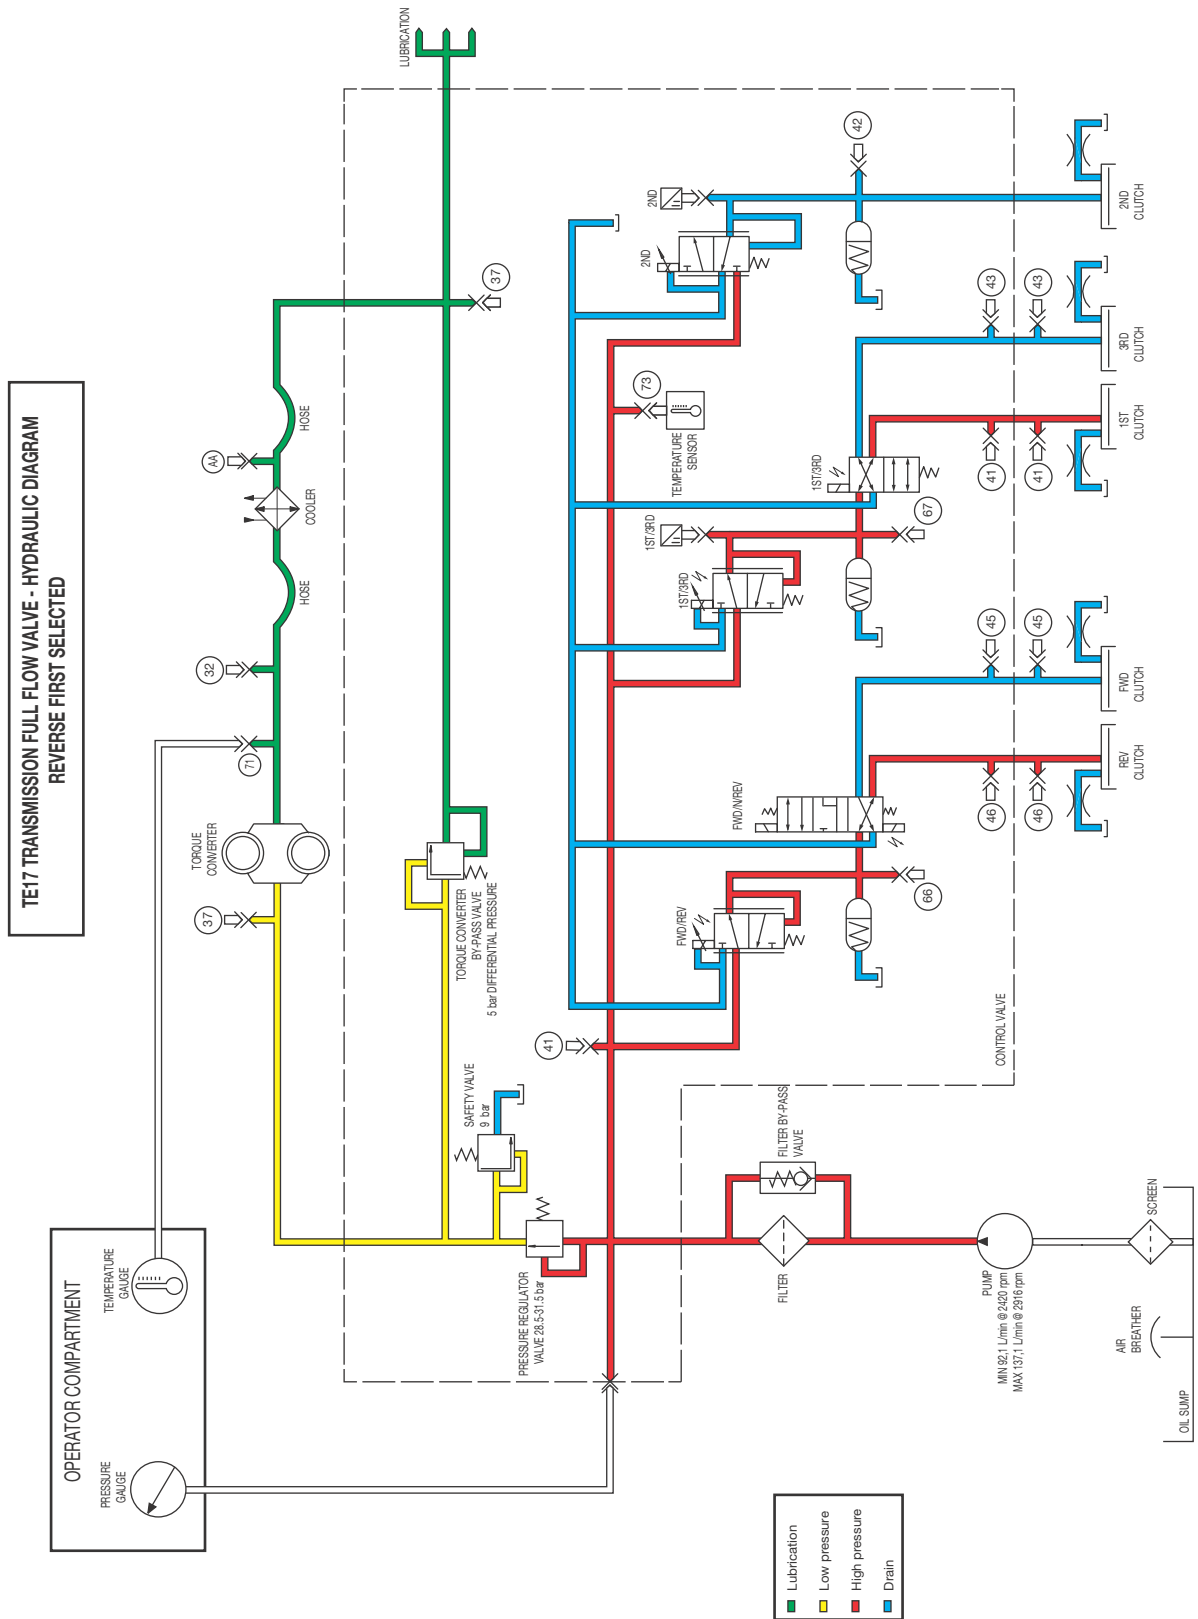 TE17 TRANSMISSION FULL FLOW VALVE - HYDRAULIC DIAGRAM
REVERSE FIRST SELECTED
OPERATOR COMPARTMENT
PRESSURE
GAUGE
TEMPERATURE
GAUGE
37
TORQUE
CONVERTER
71
32
HOSE
COOLER
AA
HOSE
37
LUBRICATION
PRESSURE REGULATOR
VALVE 28.5-31.5 bar
SAFETY VALVE
9 bar
TORQUE CONVERTER
BY-PASS VALVE
5 bar DIFFERENTIAL PRESSURE
41
FWD/REV
FWD/N/REV
66
1ST/3RD
1ST/3RD
1ST/3RD
67
TEMPERATURE
SENSOR
73
2ND
2ND
42
46
46
45
45
41
41
43
43
REV
CLUTCH
FWD
CLUTCH
1ST
CLUTCH
3RD
CLUTCH
2ND
CLUTCH
CONTROL VALVE
FILTER
FILTER BY-PASS
VALVE
PUMP
MIN 92,1 L/min @ 2420 rpm
MAX 137,1 L/min @ 2916 rpm
SCREEN
AIR
BREATHER
OIL SUMP
Lubrication
Low pressure
High pressure
Drain